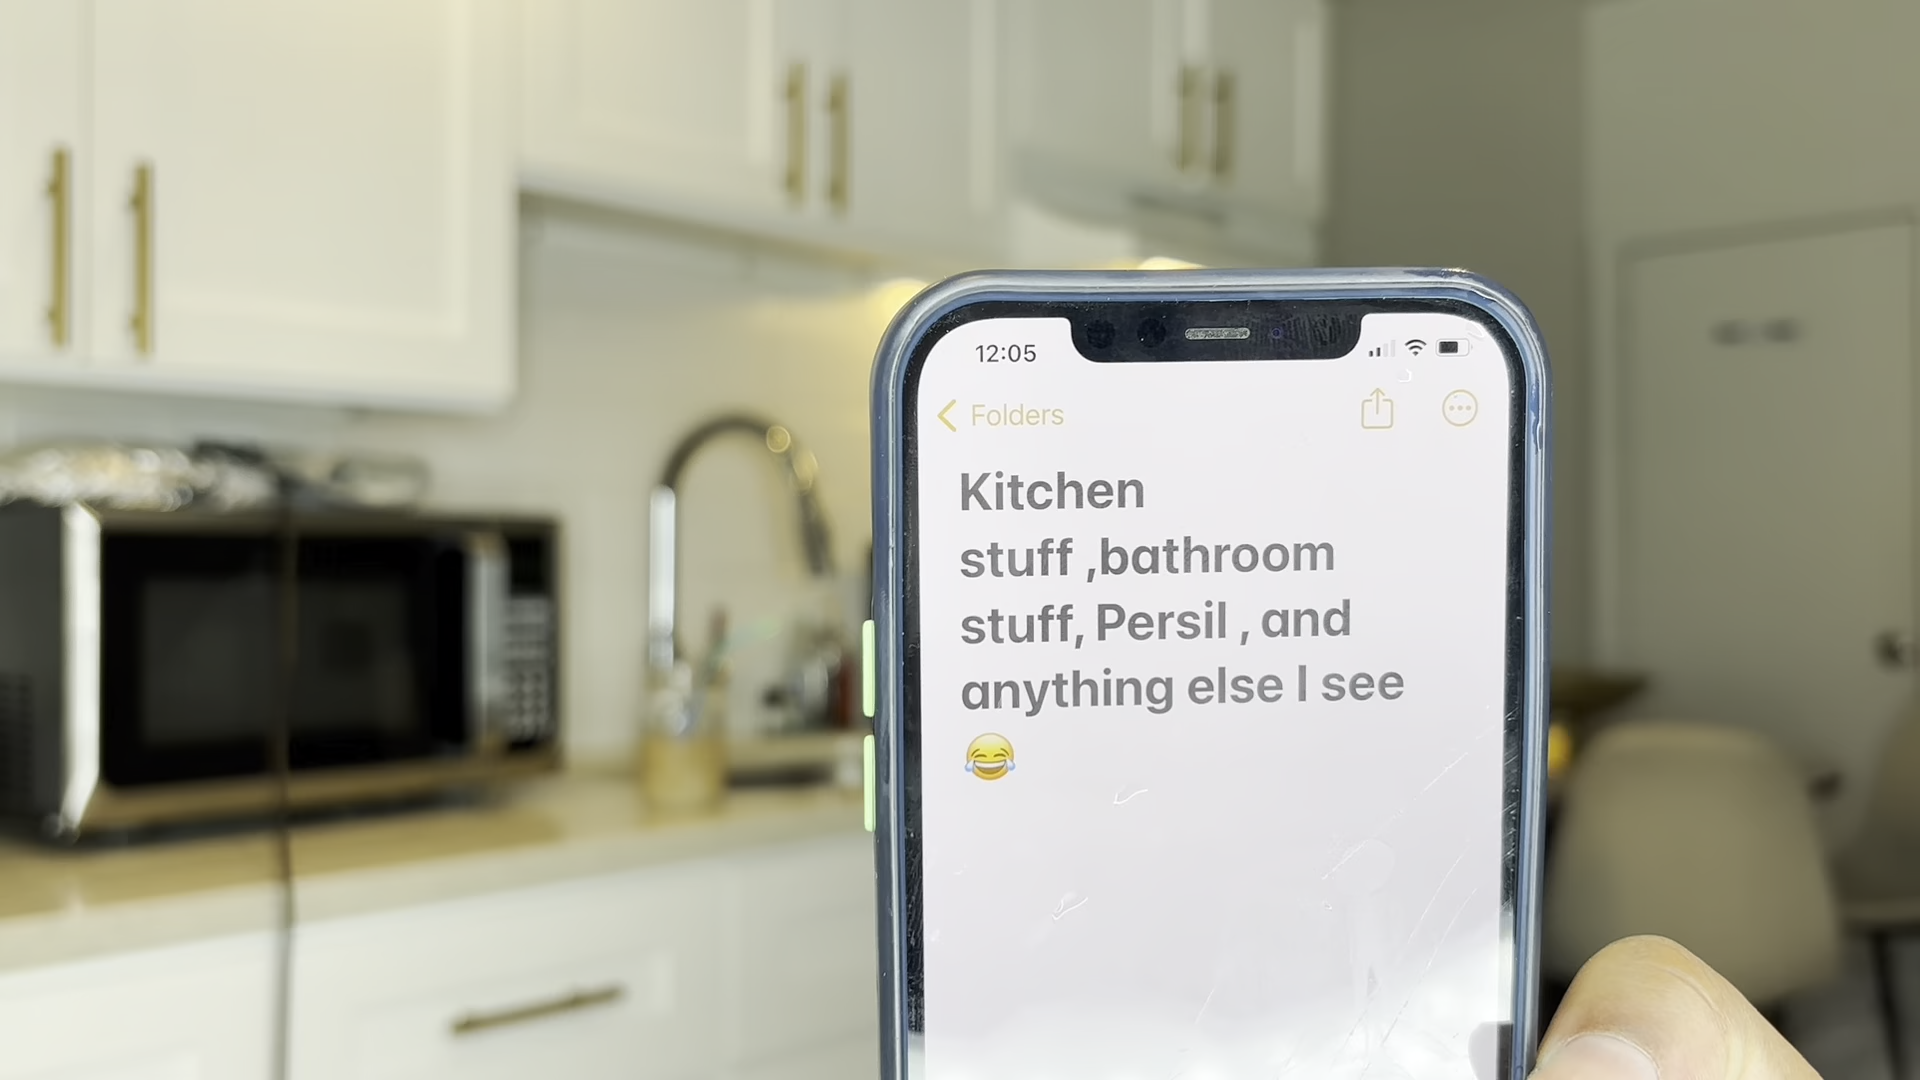 12:05
Folders
Kitchen
stuff ,bathroom
stuff, Persil , and
anything else I see
😂